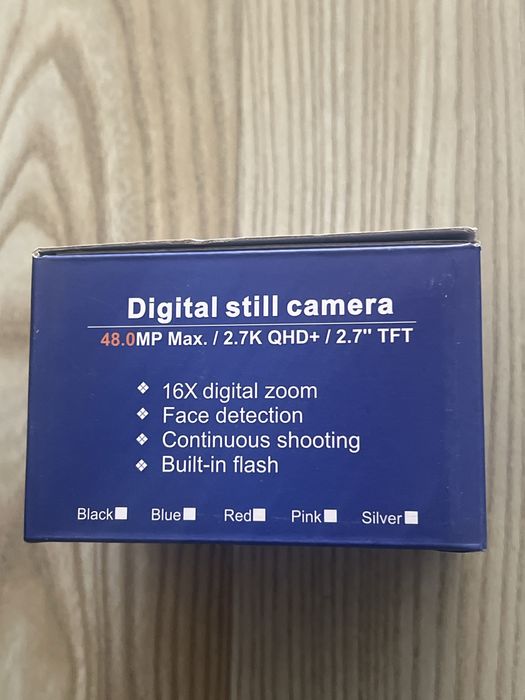 Digital still camera
48.0MP Max. / 2.7K QHD+ / 2.7" TFT
❖ 16X digital zoom
❖ Face detection
❖ Continuous shooting
❖ Built-in flash
Black Blue Red Pink Silver